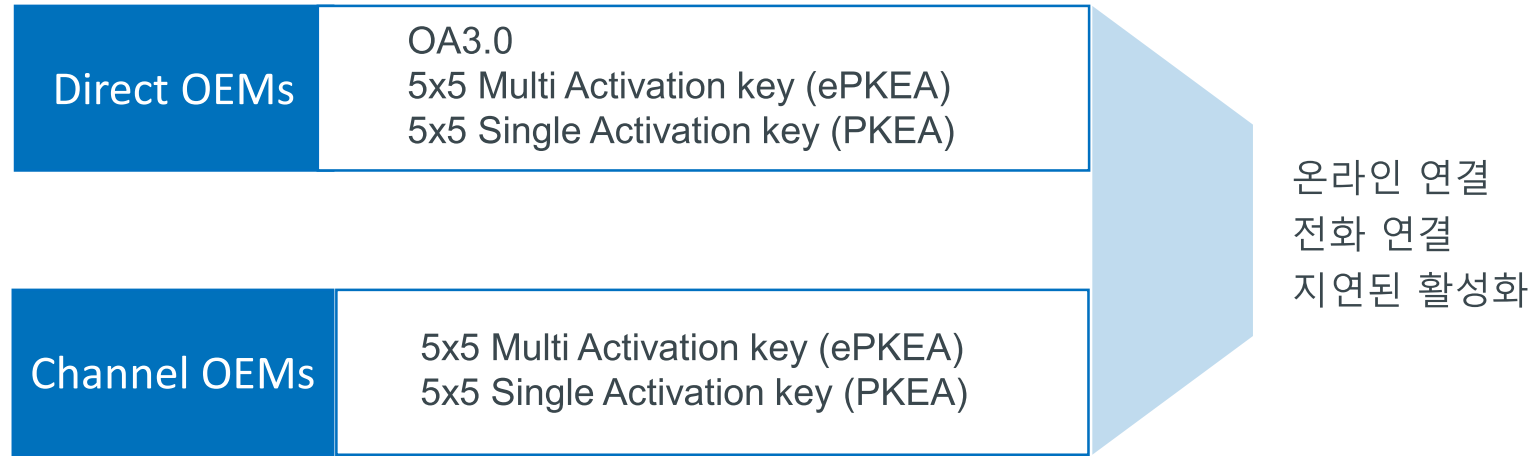 Direct OEMs
OA3.0
5x5 Multi Activation key (ePKEA)
5x5 Single Activation key (PKEA)
Channel OEMs
5x5 Multi Activation key (ePKEA)
5x5 Single Activation key (PKEA)
온라인 연결
전화 연결
지연된 활성화